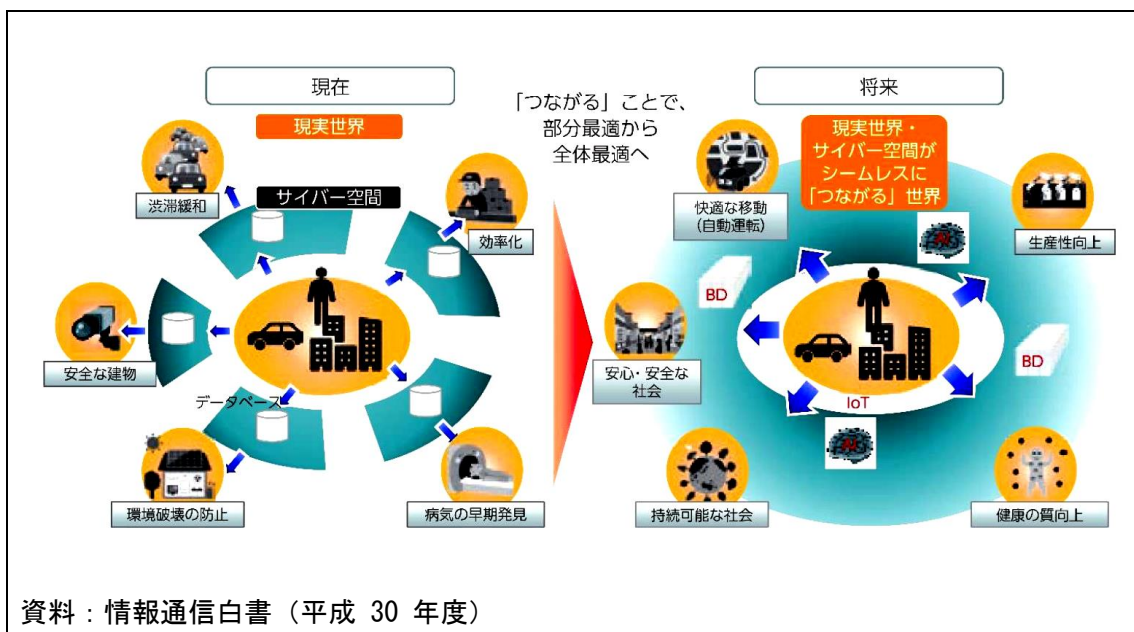 現在
現実世界
渋滞緩和
サイバー空間
効率化
安全な建物
データベース
環境破壊の防止
病気の早期発見
「つながる」ことで、
部分最適から
全体最適へ
将来
現実世界・
サイバー空間が
シームレスに
「つながる」世界
快適な移動
(自動運転)
AI
生産性向上
BD
BD
安心・安全な
社会
IoT
AI
持続可能な社会
健康の質向上
資料：情報通信白書（平成 30 年度）